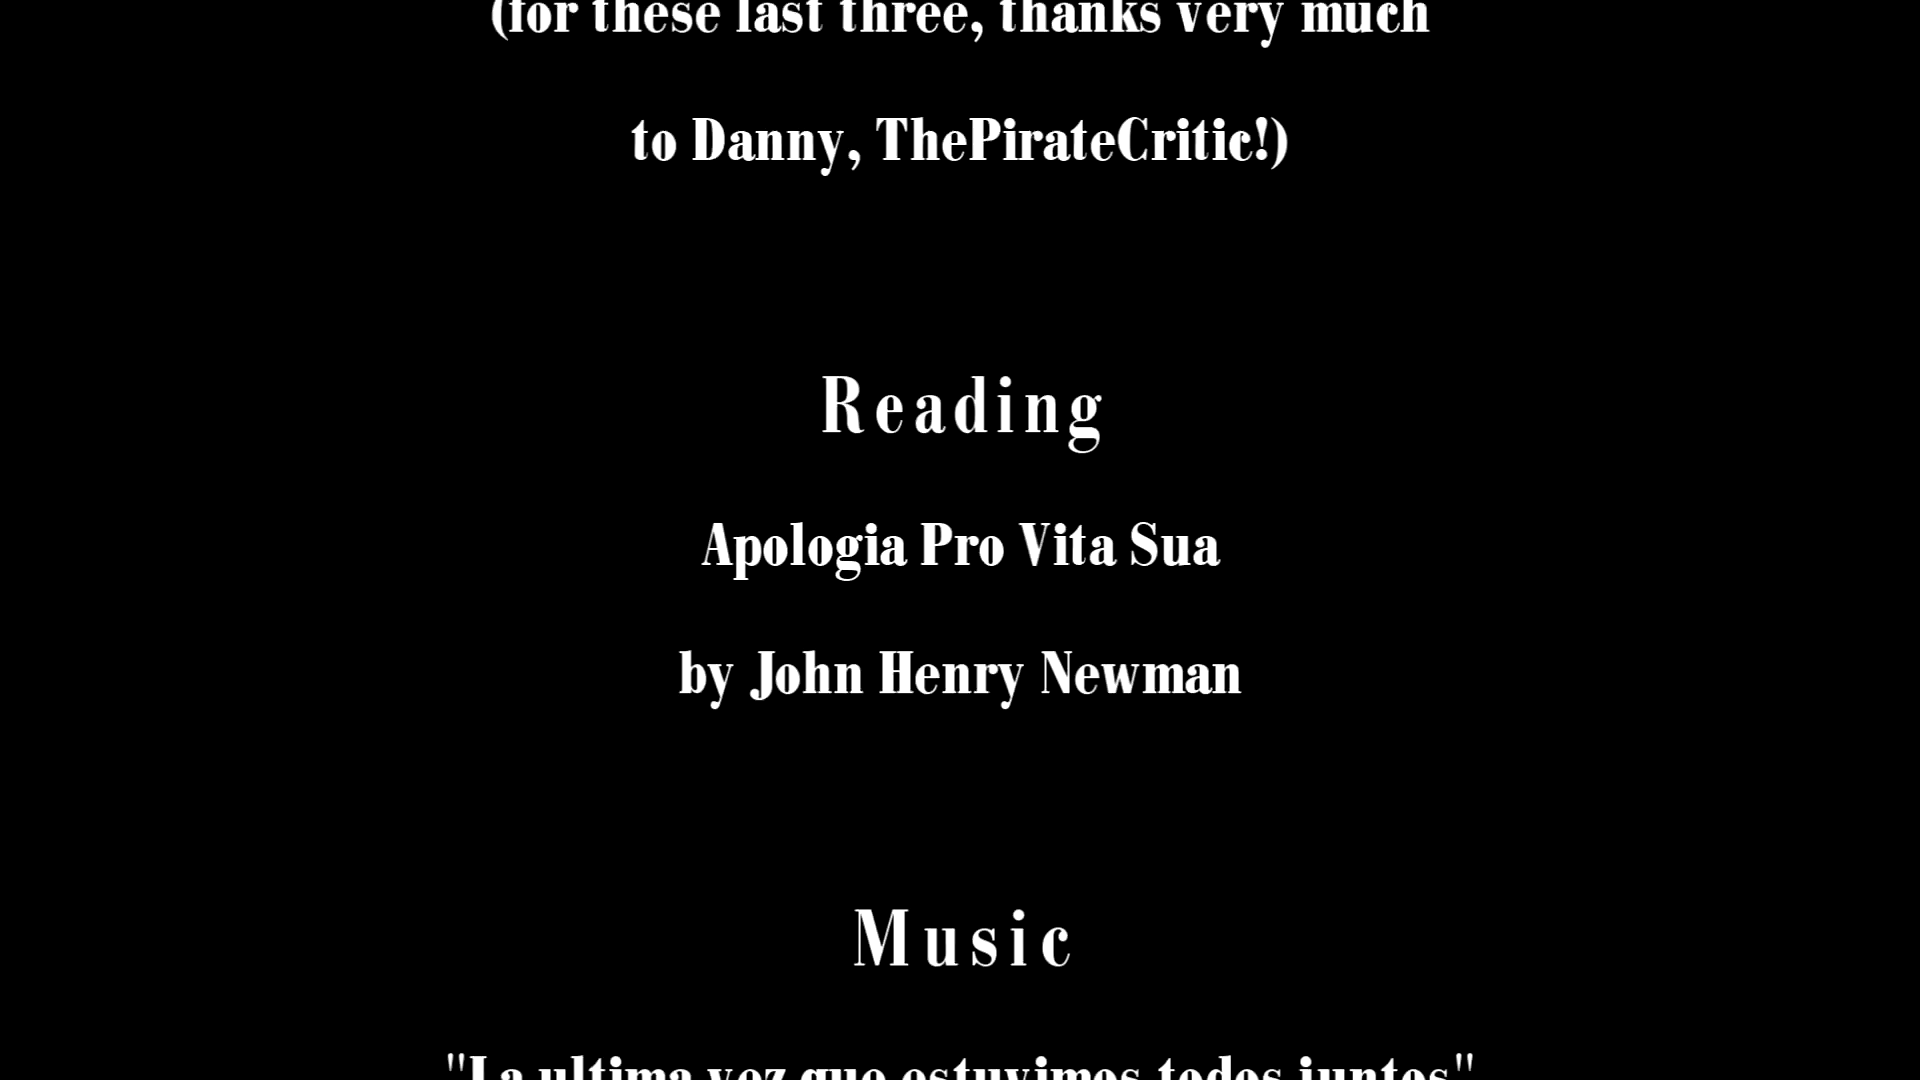 (for these last three, thanks very much
to Danny, ThePirateCritic!)
Reading
Apologia Pro Vita Sua
by John Henry Newman
Music
"La ultima vez que estuvimos todos juntos"